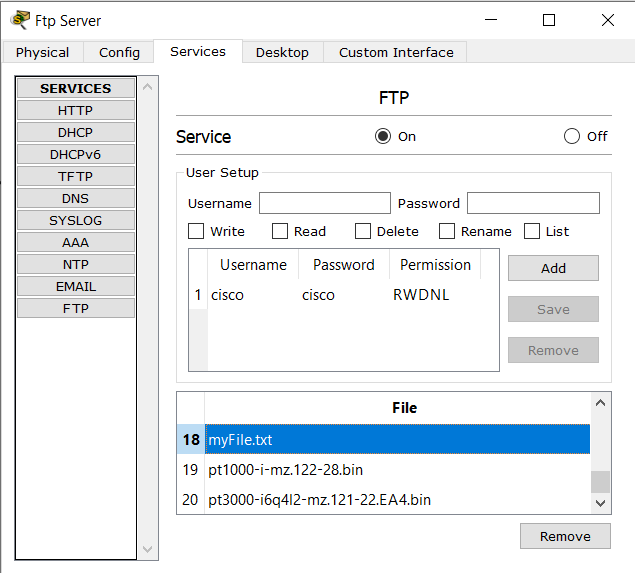 Ftp Server
Physical Config Services Desktop Custom Interface
SERVICES
HTTP
DHCP
DHCPv6
TFTP
DNS
SYSLOG
AAA
NTP
EMAIL
FTP
FTP
Service On Off
User Setup
Username Password
Write Read Delete Rename List
Username Password Permission
1 cisco cisco RWDNL
Add
Save
Remove
File
18 myFile.txt
19 pt1000-i-mz.122-28.bin
20 pt3000-i6q4l2-mz.121-22.EA4.bin
Remove